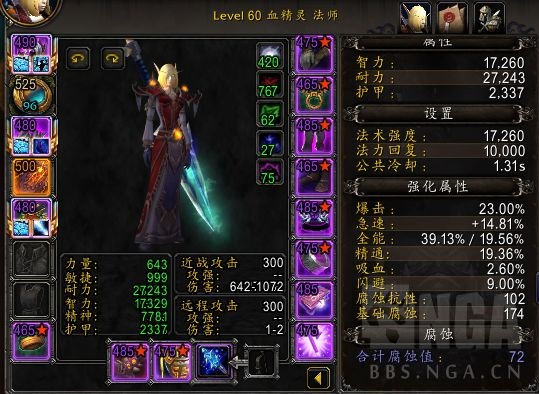 Level 60 血精灵 法师
490
525
96
480
500
480
465
420
767
62
27
75
475
465
485
465
485
475
485
475
力量： 643
敏捷： 999
耐力： 27243
智力： 17329
精神： 7781
护甲： 2337
近战攻击 300
攻强： --
伤害： 642-1072
远程攻击 300
攻强：
伤害： 1-2
485
475
485
属性
智力： 17,260
耐力： 27,243
护甲： 2,337
设置
法术强度： 17,260
法力回复： 10,000
公共冷却： 1.31s
强化属性
爆击： 23.00%
急速： +14.81%
全能： 39.13% / 19.56%
精通： 19.36%
吸血： 2.60%
闪避： 9.00%
腐蚀抗性： 102
基础腐蚀： 174
腐蚀
合计腐蚀值： 72
NGA
BBS.NGA.CN